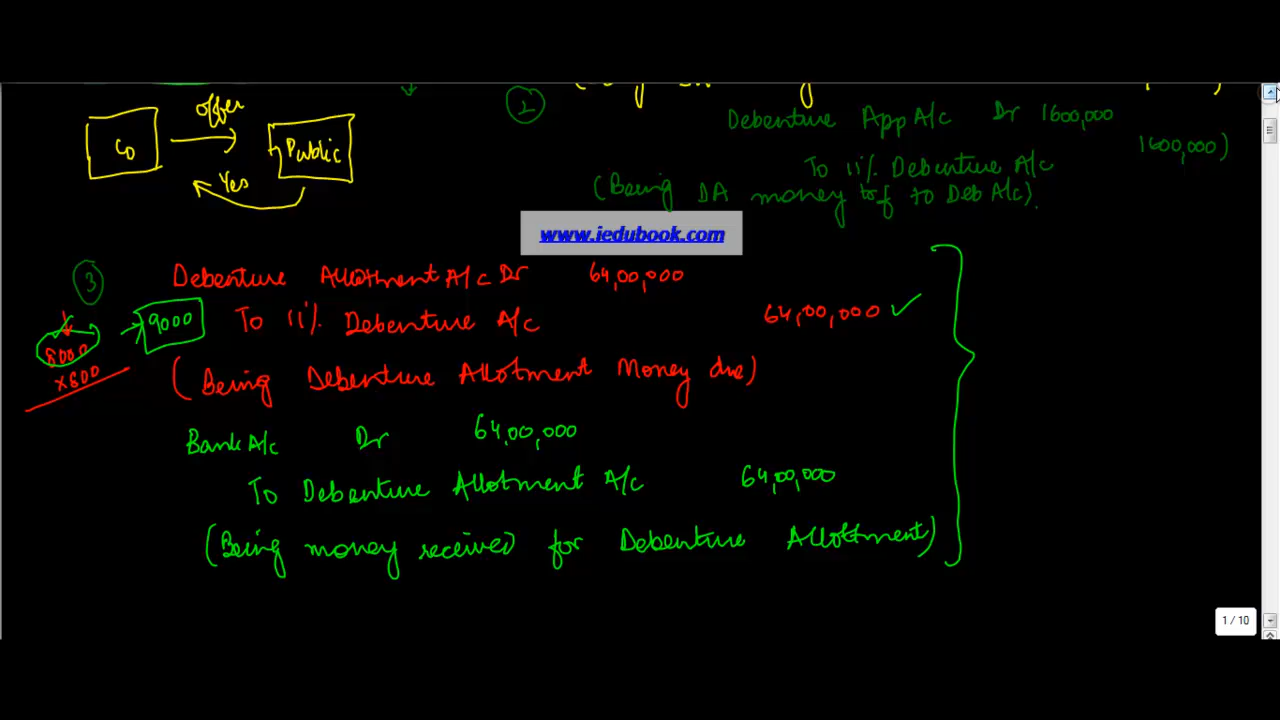 offer
Co
Public
Yes
2
Debenture App A/c Dr 1600,000
To 11% Debenture A/c 1600,000
(Being DA money tsf to Deb A/c).
www.iedubook.com
3
Debenture Allotment A/c Dr 64,00,000
8000
x800
9000
To 11% Debenture A/c 64,00,000
(Being Debenture Allotment Money due)
Bank A/c Dr 64,00,000
To Debenture Allotment A/c 64,00,000
(Being money received for Debenture Allottment)
1 / 10